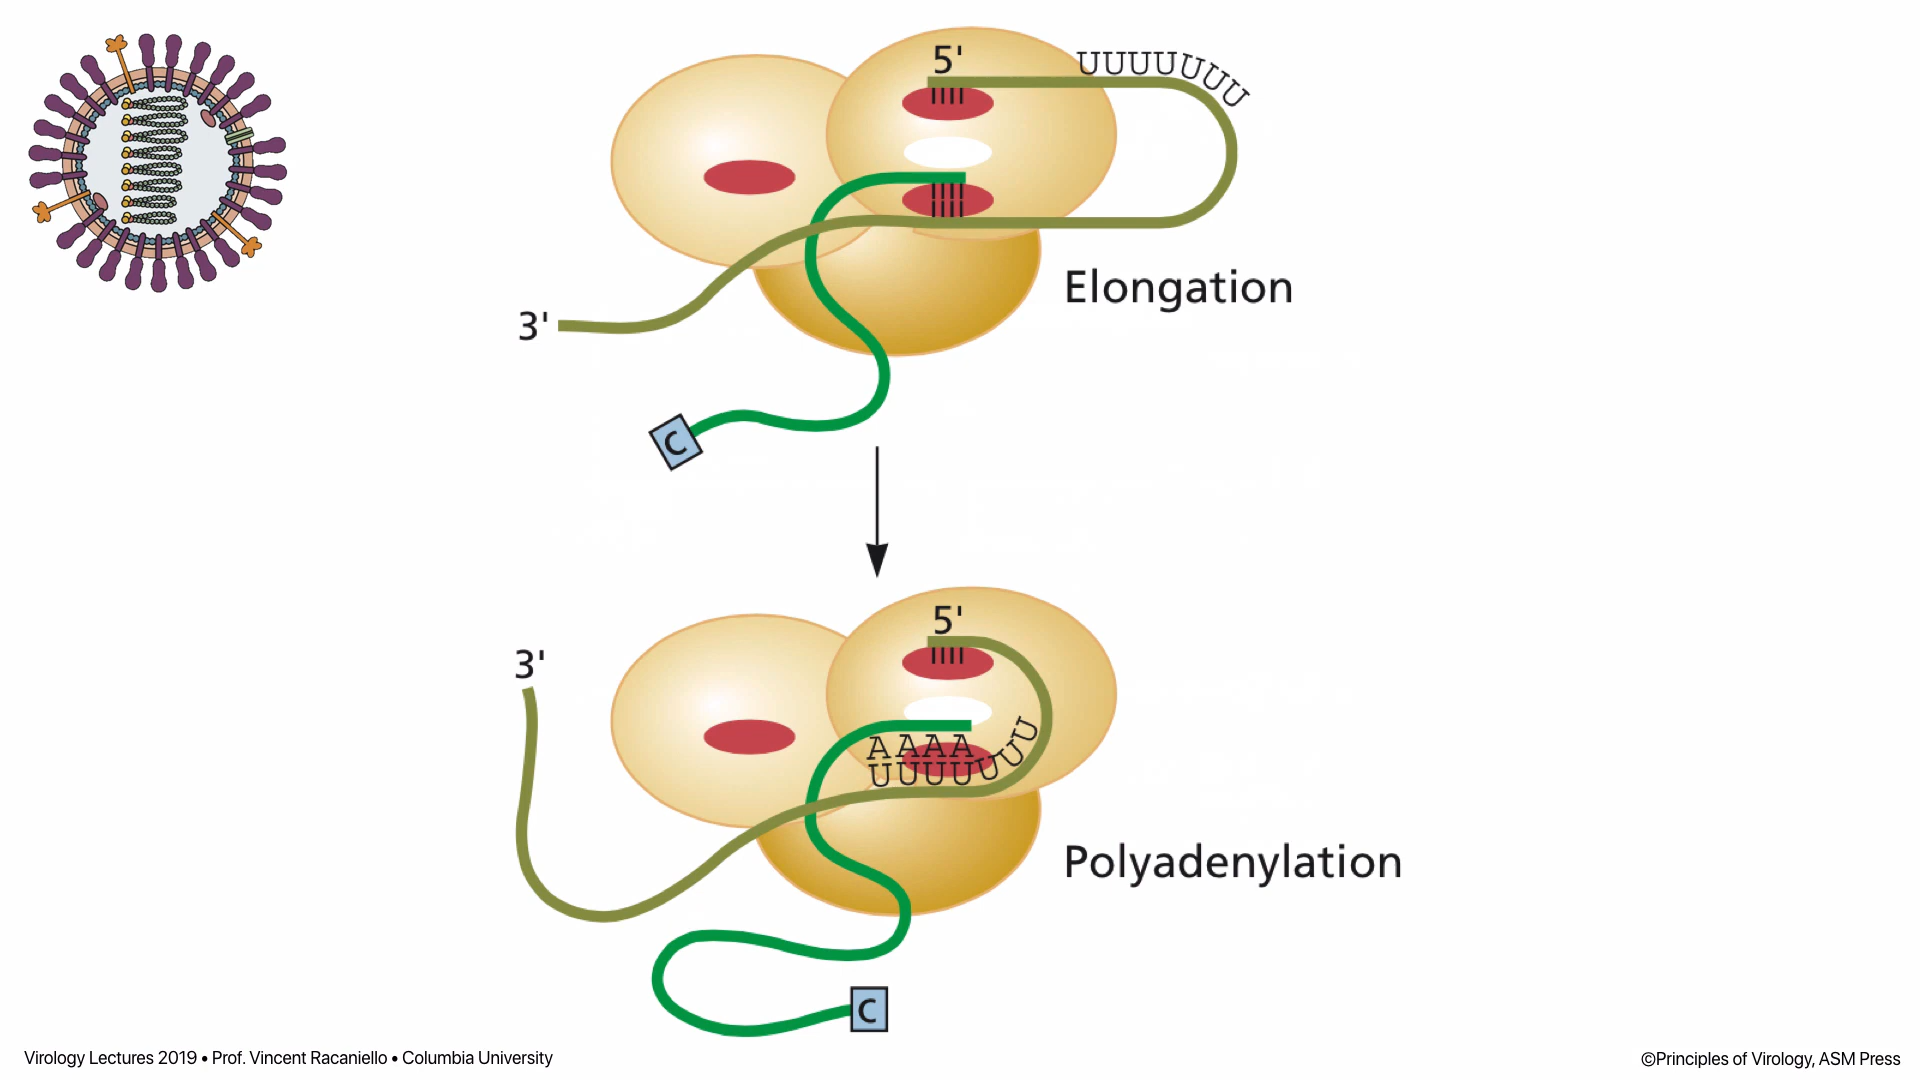 5'
UUUUUUU
3'
Elongation
C
5'
3'
AAAA
UUUUUUU
Polyadenylation
C
Virology Lectures 2019 • Prof. Vincent Racaniello • Columbia University
©Principles of Virology, ASM Press